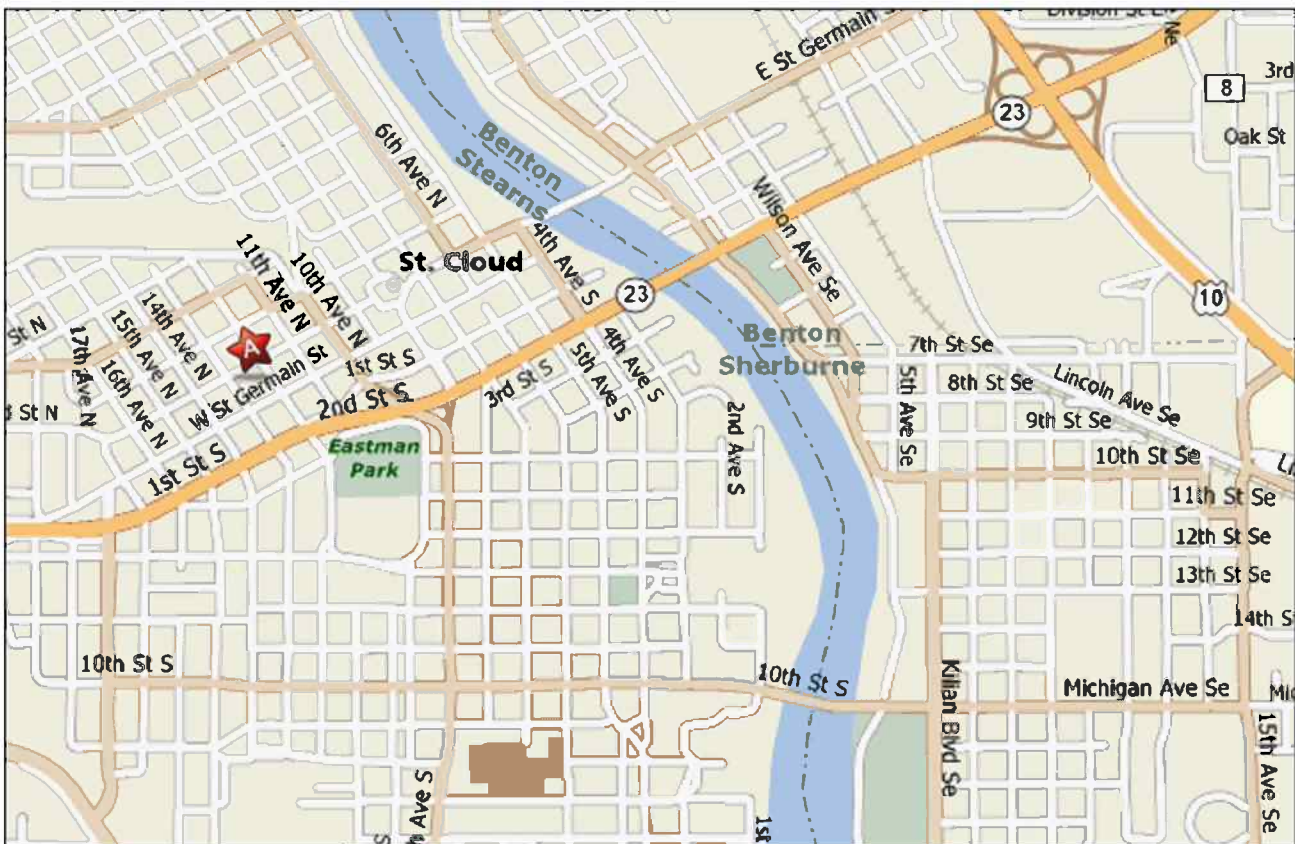 Division St
Ne
E St Germain S
8
3rd
23
Oak St
6th Ave N
Benton
Stearns
Wilson Ave Se
11th Ave N
10th Ave N
St. Cloud
4th Ave S
23
10
14th Ave N
15th Ave N
16th Ave N
17th Ave N
St N
A
W St Germain St
1st St S
2nd St S
3rd St S
5th Ave S
4th Ave S
2nd Ave S
Benton
Sherburne
7th St Se
8th St Se
9th St Se
Lincoln Ave Se
5th Ave Se
10th St Se
11th St Se
12th St Se
13th St Se
14th S
St N
Eastman
Park
1st St S
10th St S
10th St S
Kilian Blvd Se
Michigan Ave Se
15th Ave Se
Ave S
1st